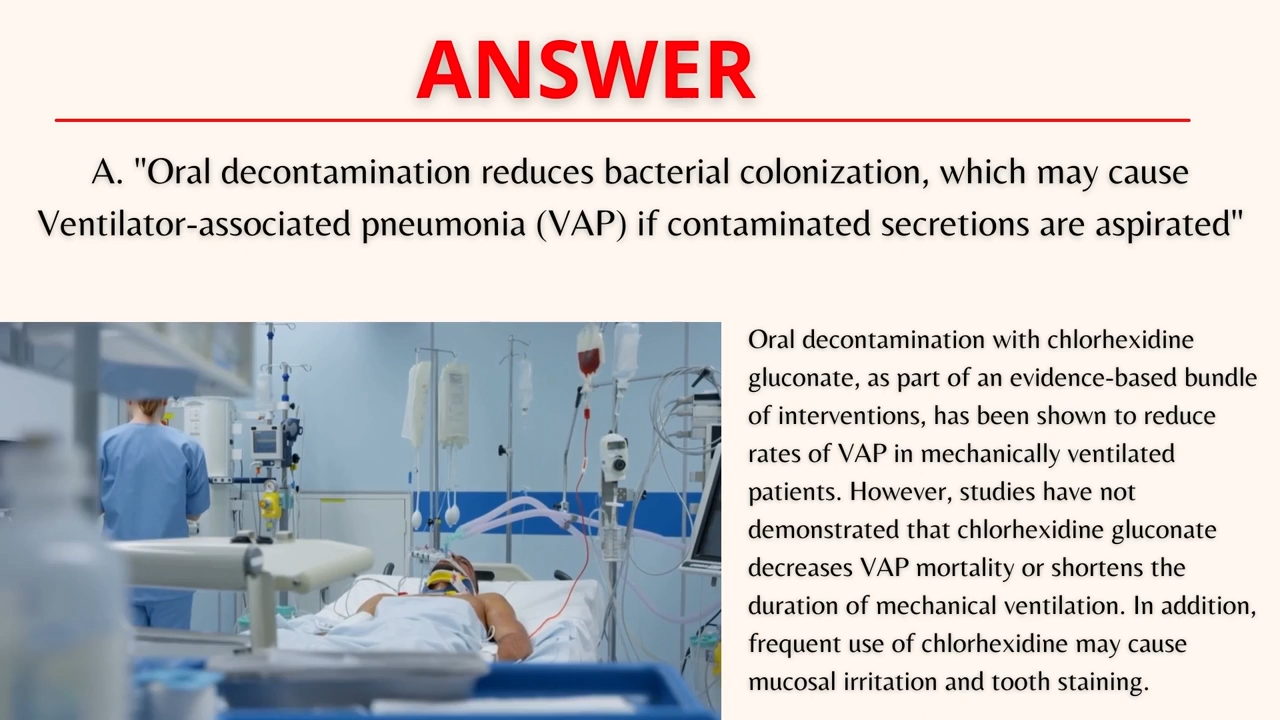 ANSWER
A. "Oral decontamination reduces bacterial colonization, which may cause
Ventilator-associated pneumonia (VAP) if contaminated secretions are aspirated"
Oral decontamination with chlorhexidine
gluconate, as part of an evidence-based bundle
of interventions, has been shown to reduce
rates of VAP in mechanically ventilated
patients. However, studies have not
demonstrated that chlorhexidine gluconate
decreases VAP mortality or shortens the
duration of mechanical ventilation. In addition,
frequent use of chlorhexidine may cause
mucosal irritation and tooth staining.